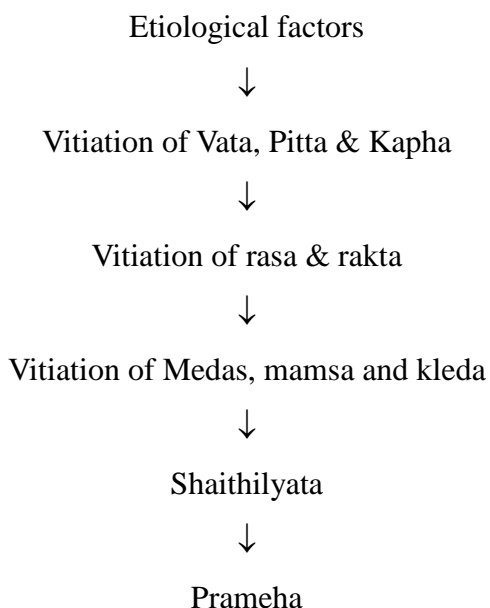 Etiological factors
↓
Vitiation of Vata, Pitta & Kapha
↓
Vitiation of rasa & rakta
↓
Vitiation of Medas, mamsa and kleda
↓
Shaithilyata
↓
Prameha